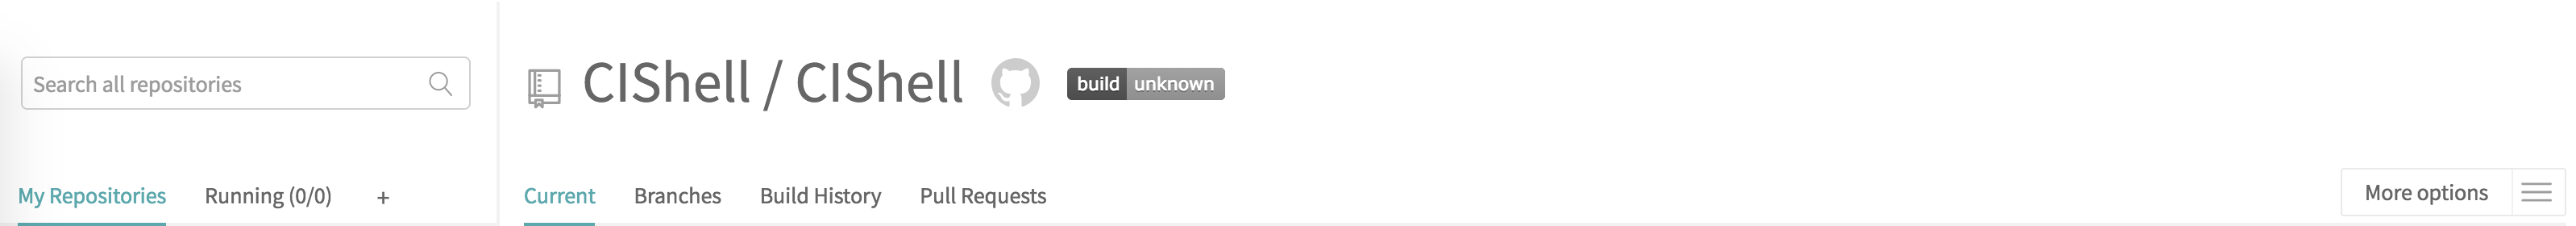 Search all repositories
CIShell / CIShell
build unknown
My Repositories
Running (0/0)
+
Current
Branches
Build History
Pull Requests
More options